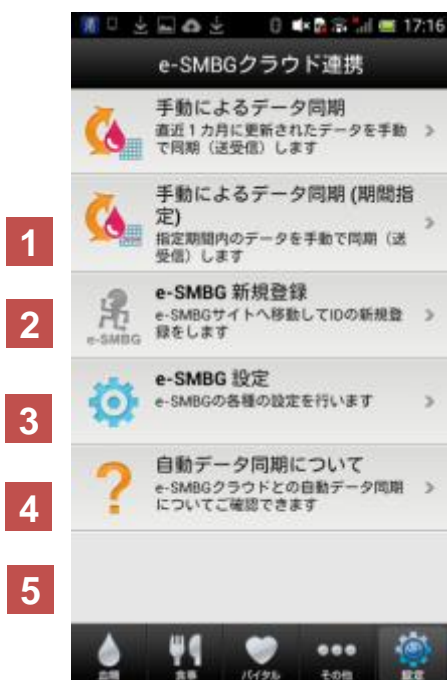 17:16
e-SMBGクラウド連携
手動によるデータ同期
直近1カ月に更新されたデータを手動
で同期（送受信）します
手動によるデータ同期 (期間指
定)
指定期間内のデータを手動で同期（送
受信）します
1
e-SMBG 新規登録
e-SMBGサイトへ移動してIDの新規登
録をします
e-SMBG
2
e-SMBG 設定
e-SMBGの各種の設定を行います
3
自動データ同期について
e-SMBGクラウドとの自動データ同期
についてご確認できます
4
5
血糖
食事
バイタル
その他
設定